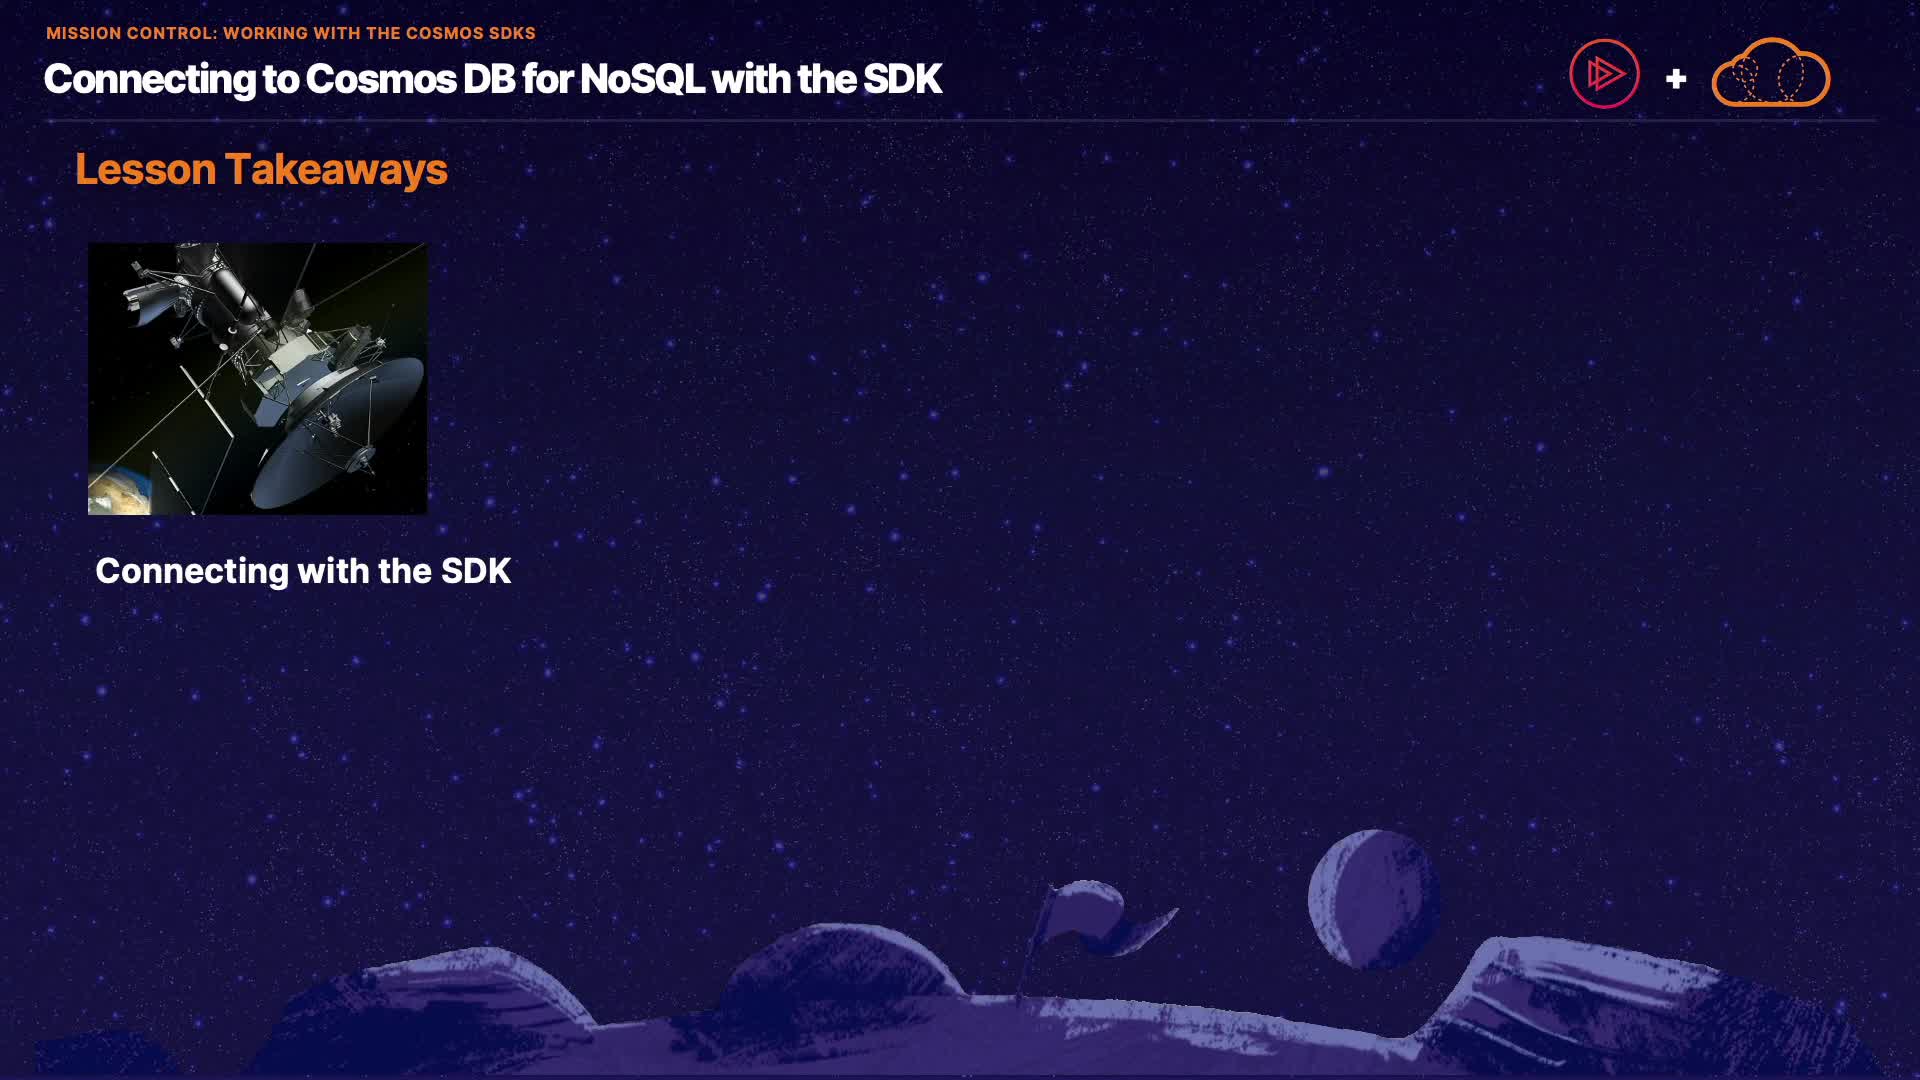 MISSION CONTROL: WORKING WITH THE COSMOS SDKS
Connecting to Cosmos DB for NoSQL with the SDK
+
Lesson Takeaways
Connecting with the SDK